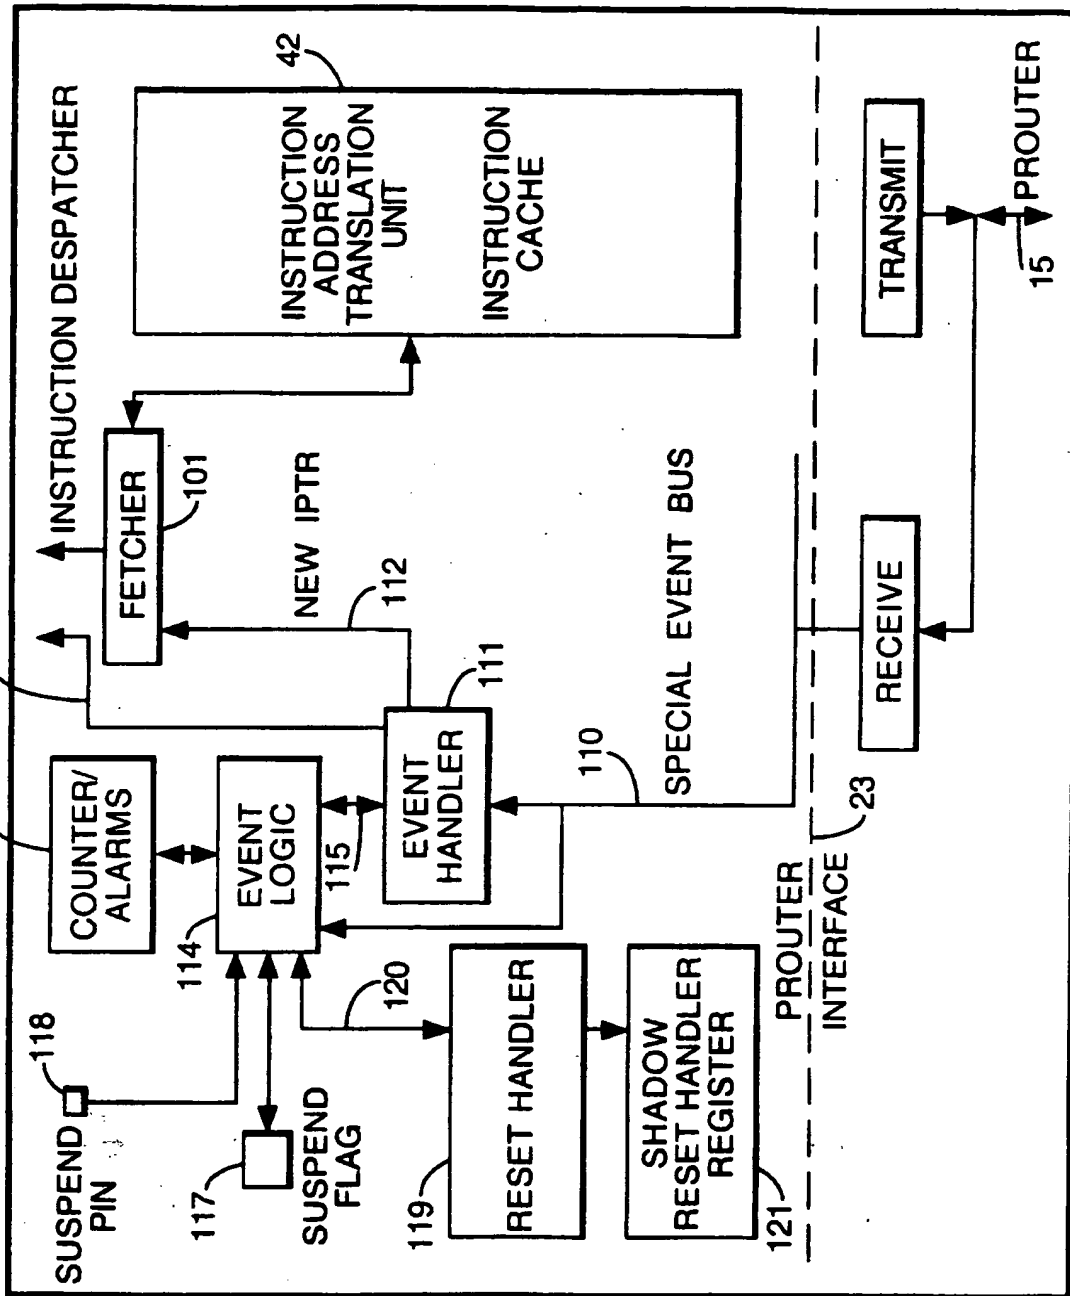 SUSPEND
PIN
118
117
SUSPEND
FLAG
COUNTER/
ALARMS
114
EVENT
LOGIC
115
EVENT
HANDLER
111
INSTRUCTION DESPATCHER
FETCHER
101
NEW IPTR
112
42
INSTRUCTION
ADDRESS
TRANSLATION
UNIT
INSTRUCTION
CACHE
120
119
RESET HANDLER
SHADOW
RESET HANDLER
REGISTER
121
110
SPECIAL EVENT BUS
PROUTER
INTERFACE
23
RECEIVE
TRANSMIT
15
PROUTER